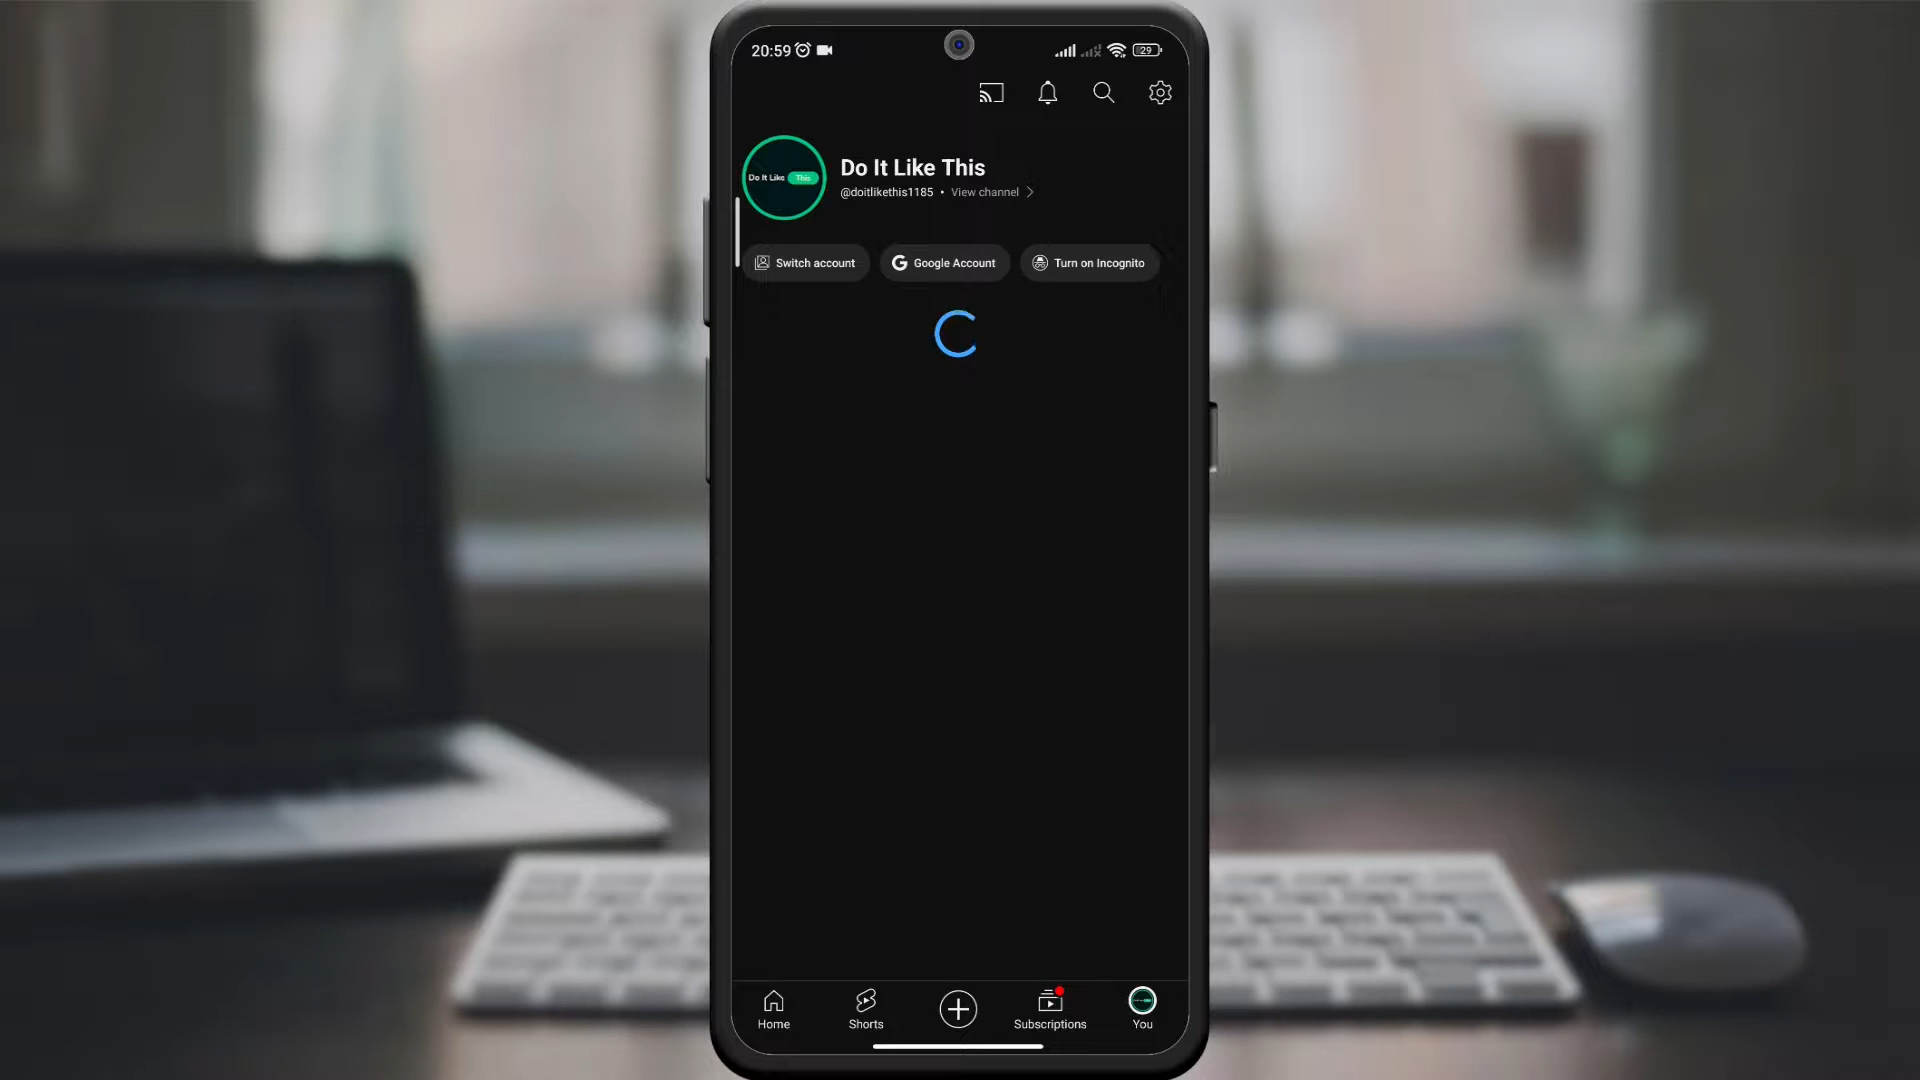 20:59
29
Do It Like This
Do It Like This
@doitlikethis1185 • View channel
Switch account
Google Account
Turn on Incognito
Home
Shorts
Subscriptions
You